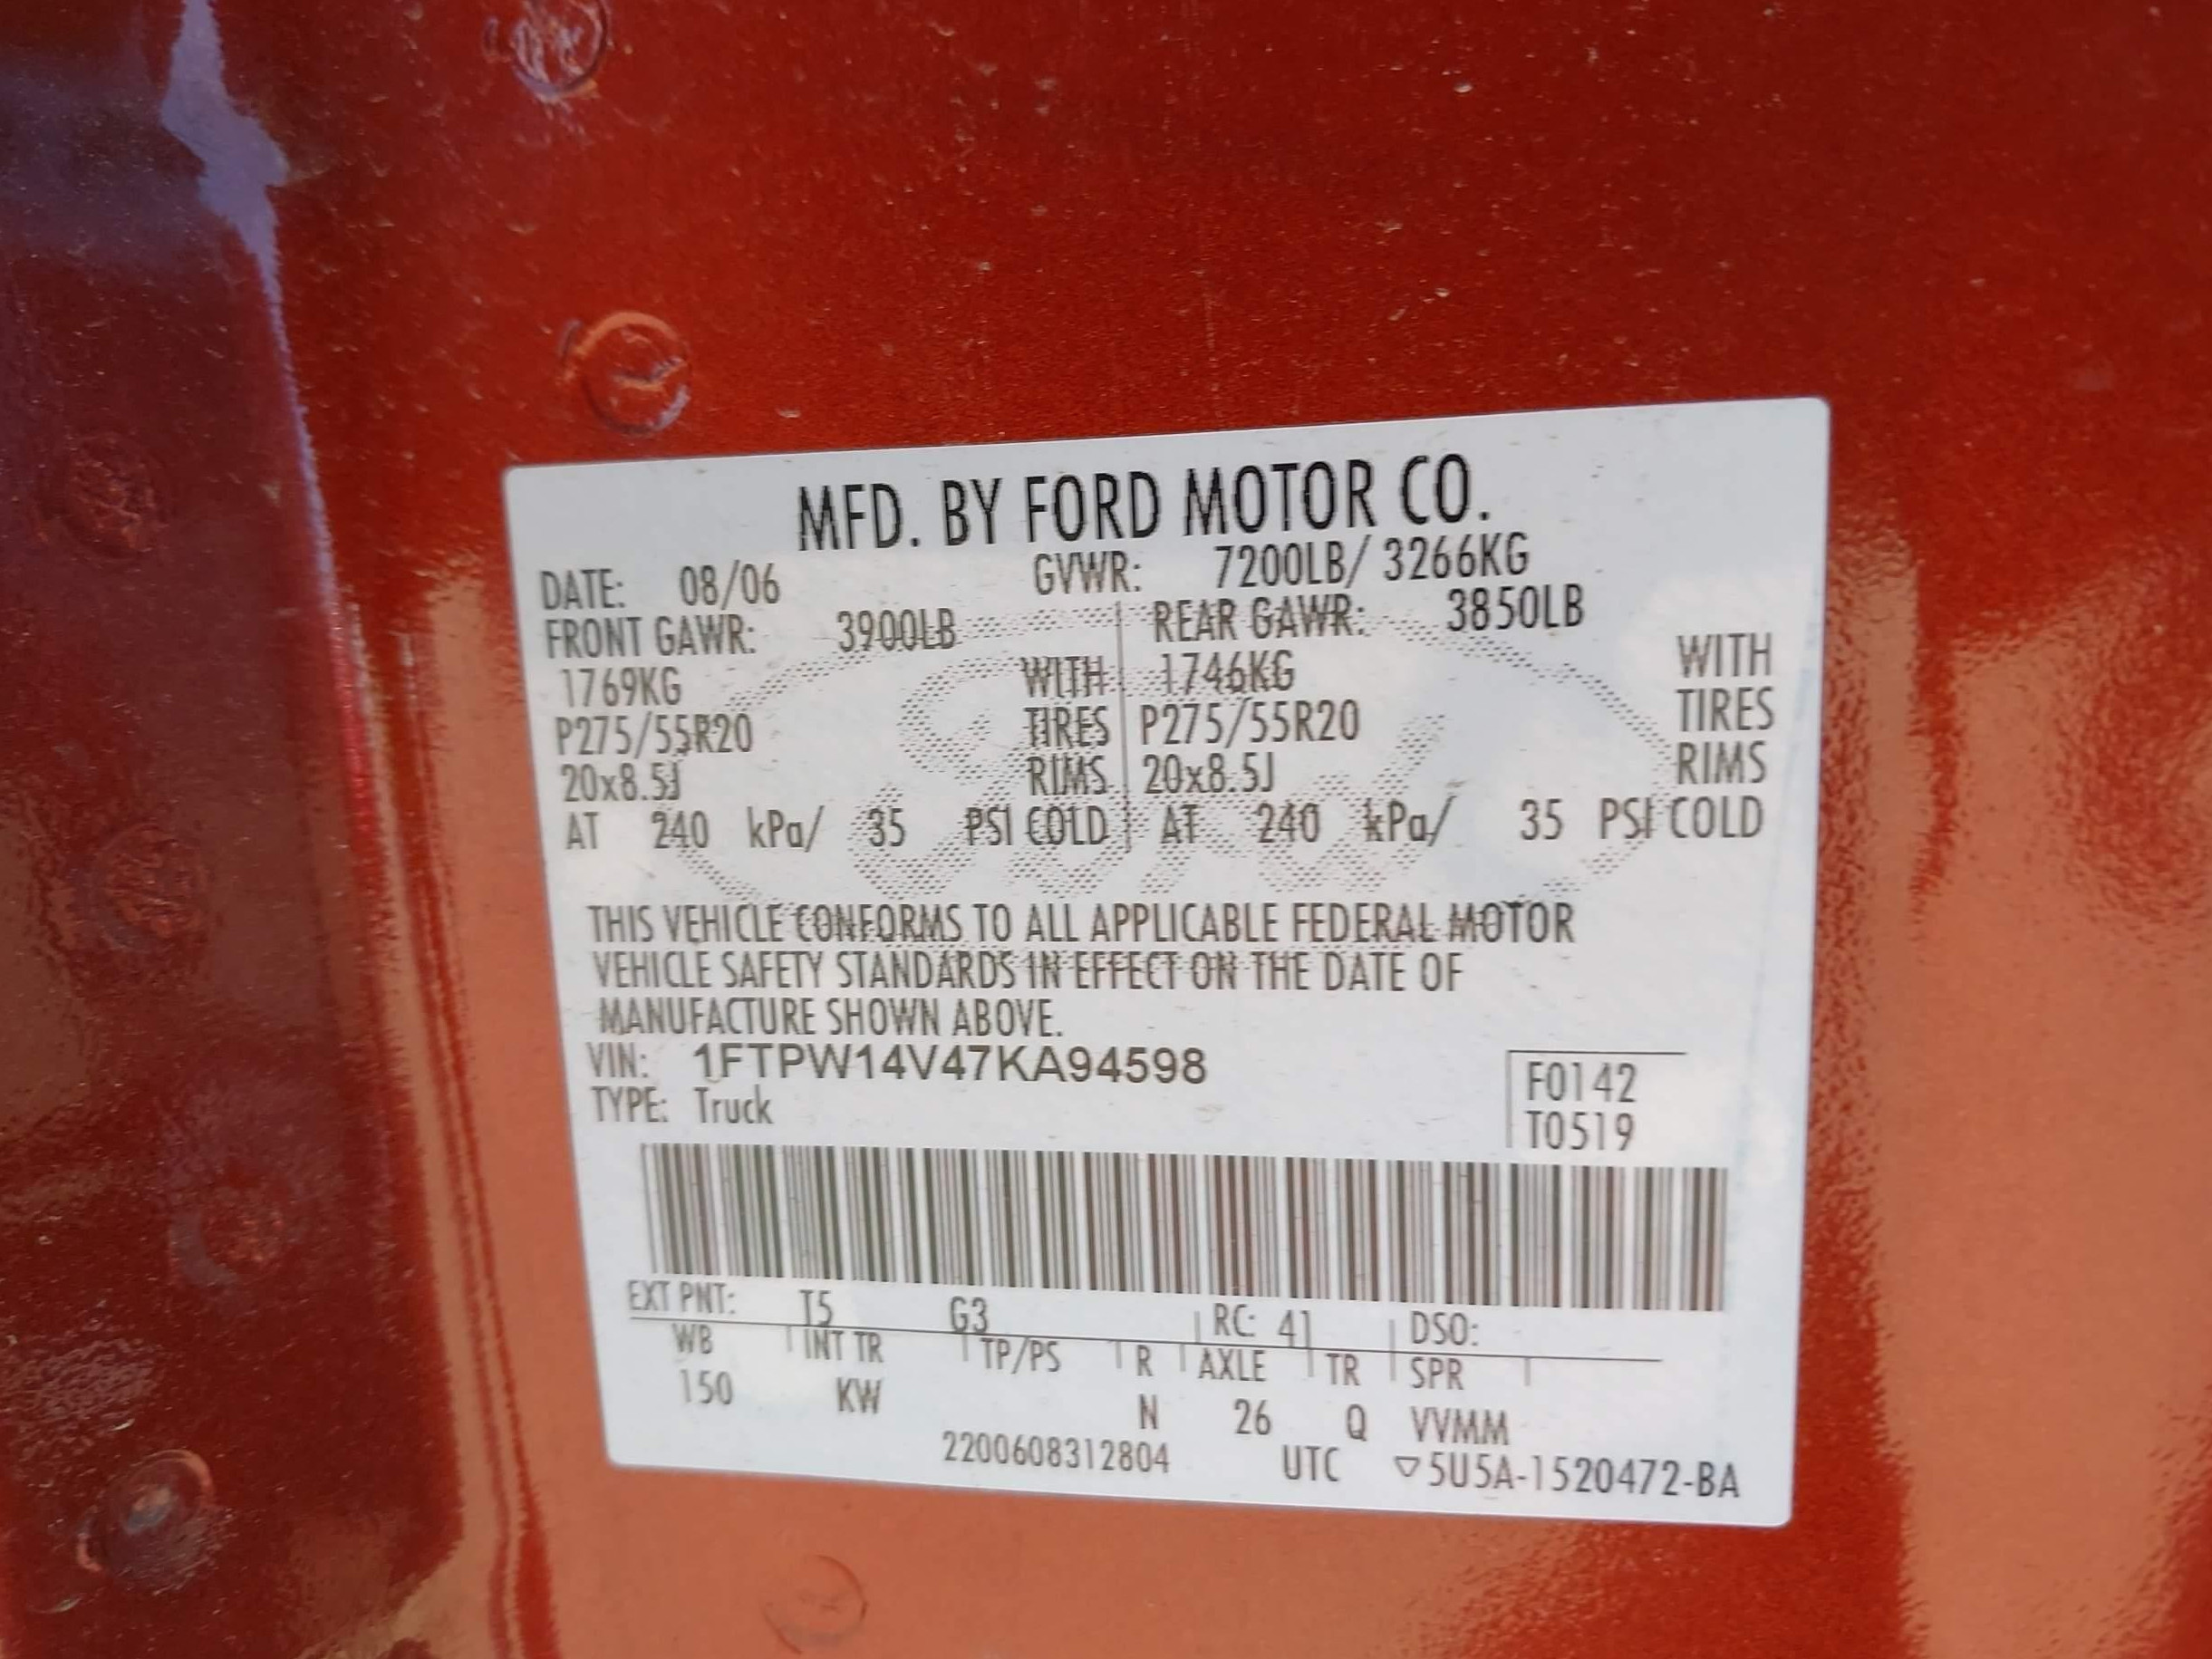 MFD. BY FORD MOTOR CO.
DATE: 08/06 GVWR: 7200LB/ 3266KG
FRONT GAWR: 3900LB REAR GAWR: 3850LB
1769KG WITH 1746KG WITH
P275/55R20 TIRES P275/55R20 TIRES
20x8.5J RIMS 20x8.5J RIMS
AT 240 kPa/ 35 PSI COLD AT 240 kPa/ 35 PSI COLD
THIS VEHICLE CONFORMS TO ALL APPLICABLE FEDERAL MOTOR
VEHICLE SAFETY STANDARDS IN EFFECT ON THE DATE OF
MANUFACTURE SHOWN ABOVE.
VIN: 1FTPW14V47KA94598
F0142
TYPE: Truck
T0519
EXT PNT: T5 G3 RC: 41 DSO:
WB INT TR TP/PS R AXLE TR SPR
150 KW N 26 Q VVMM
2200608312804 UTC ▽5U5A-1520472-BA